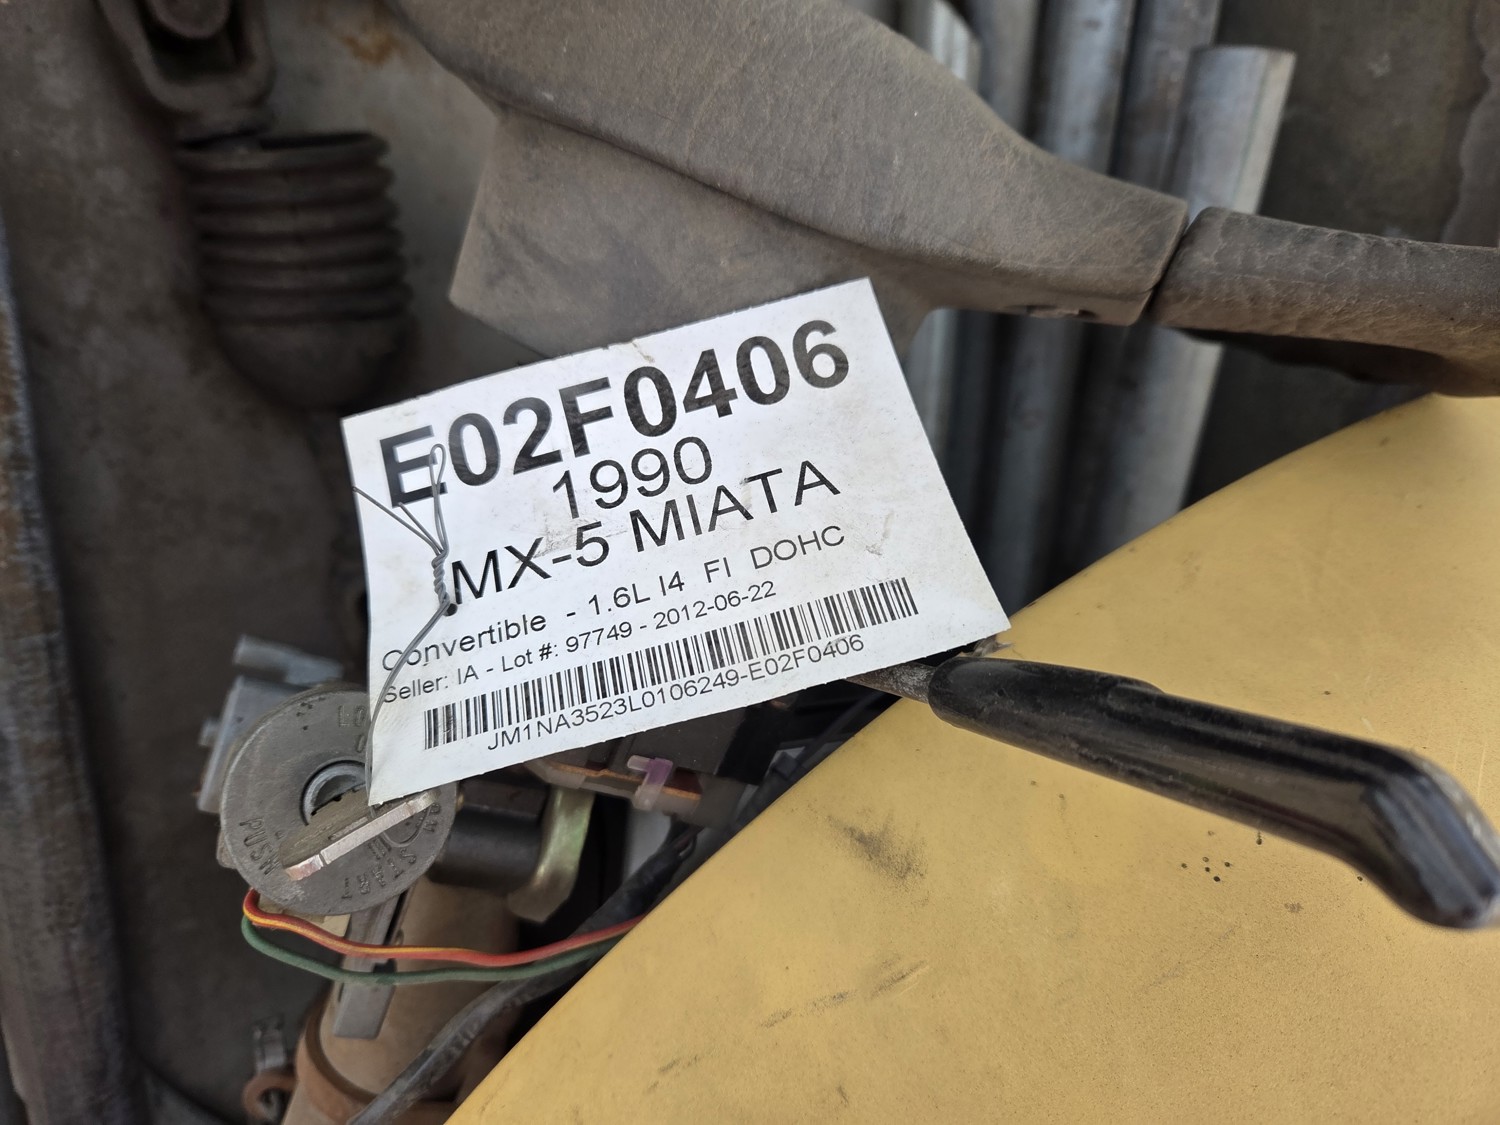 E02F0406
1990
MX-5 MIATA
Convertible - 1.6L I4 FI DOHC
Seller: IA - Lot #: 97749 - 2012-06-22
JM1NA3523L0106249-E02F0406
PUSH
START